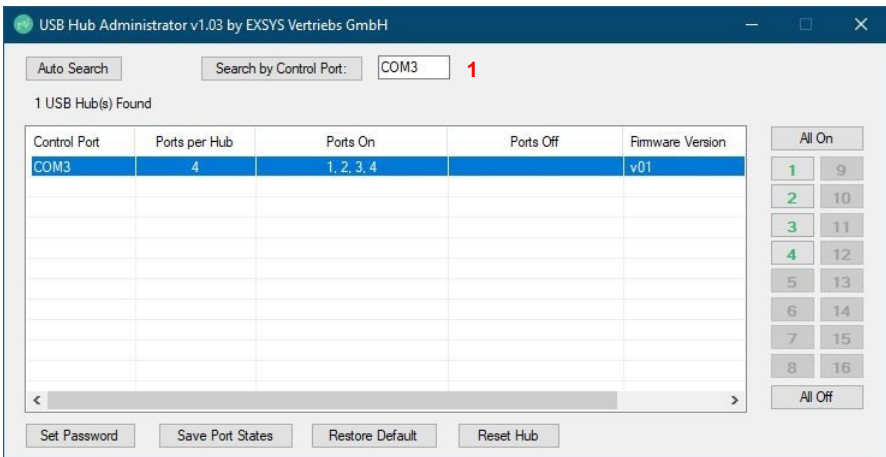 USB Hub Administrator v1.03 by EXSYS Vertriebs GmbH
Auto Search Search by Control Port: COM3 1
1 USB Hub(s) Found
Control Port Ports per Hub Ports On Ports Off Firmware Version
COM3 4 1, 2, 3, 4 v01
All On
1 9
2 10
3 11
4 12
5 13
6 14
7 15
8 16
All Off
Set Password Save Port States Restore Default Reset Hub